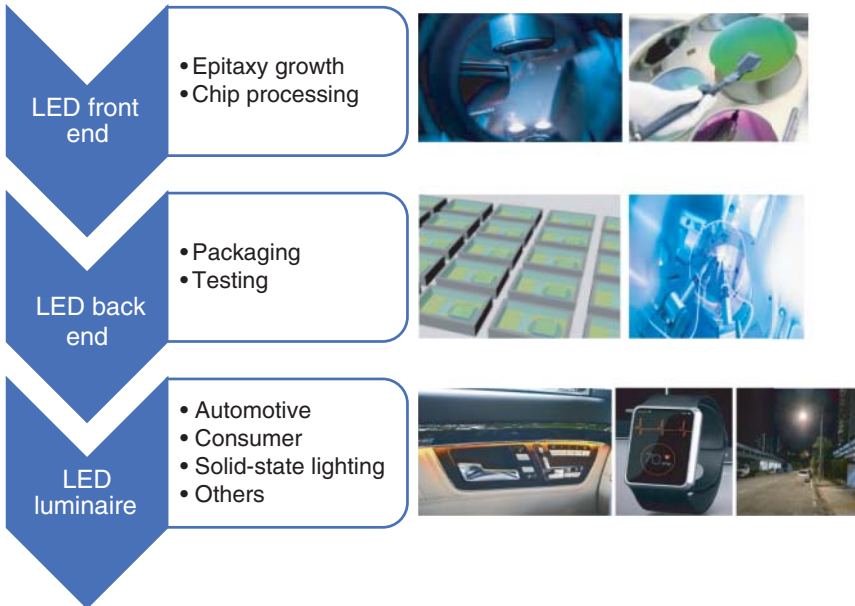 LED front
end
• Epitaxy growth
• Chip processing
LED back
end
• Packaging
• Testing
LED
luminaire
• Automotive
• Consumer
• Solid-state lighting
• Others
70